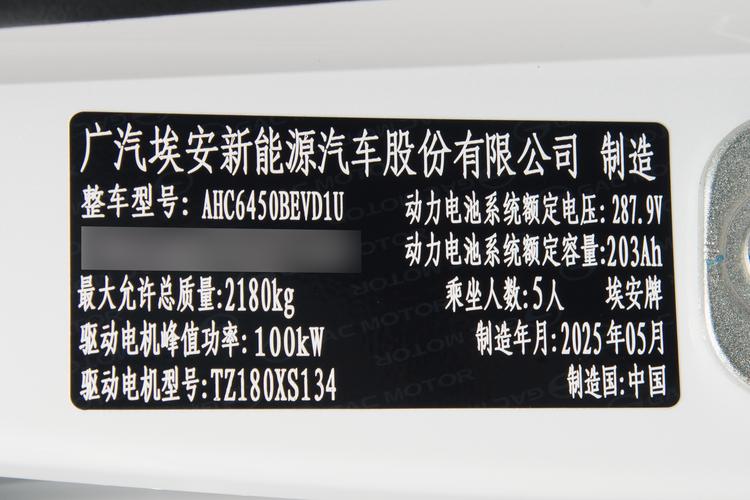 广汽埃安新能源汽车股份有限公司 制造
整车型号: AHC6450BEVD1U 动力电池系统额定电压: 287.9V
动力电池系统额定容量:203Ah
最大允许总质量:2180kg 乘坐人数:5人 埃安牌
驱动电机峰值功率:100kW 制造年月:2025年05月
驱动电机型号:TZ180XS134 制造国:中国